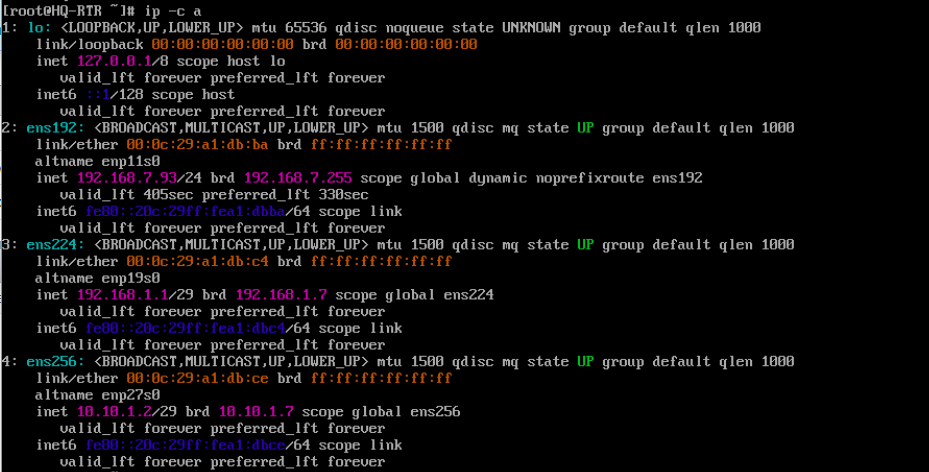 [root@HQ-RTR ~]# ip -c a
1: lo: <LOOPBACK,UP,LOWER_UP> mtu 65536 qdisc noqueue state UNKNOWN group default qlen 1000
link/loopback 00:00:00:00:00:00 brd 00:00:00:00:00:00
inet 127.0.0.1/8 scope host lo
valid_lft forever preferred_lft forever
inet6 ::1/128 scope host
valid_lft forever preferred_lft forever
2: ens192: <BROADCAST,MULTICAST,UP,LOWER_UP> mtu 1500 qdisc mq state UP group default qlen 1000
link/ether 00:0c:29:a1:db:ba brd ff:ff:ff:ff:ff:ff
altname enp11s0
inet 192.168.7.93/24 brd 192.168.7.255 scope global dynamic noprefixroute ens192
valid_lft 405sec preferred_lft 330sec
inet6 fe80::20c:29ff:fea1:dbba/64 scope link
valid_lft forever preferred_lft forever
3: ens224: <BROADCAST,MULTICAST,UP,LOWER_UP> mtu 1500 qdisc mq state UP group default qlen 1000
link/ether 00:0c:29:a1:db:c4 brd ff:ff:ff:ff:ff:ff
altname enp19s0
inet 192.168.1.1/29 brd 192.168.1.7 scope global ens224
valid_lft forever preferred_lft forever
inet6 fe80::20c:29ff:fea1:dbc4/64 scope link
valid_lft forever preferred_lft forever
4: ens256: <BROADCAST,MULTICAST,UP,LOWER_UP> mtu 1500 qdisc mq state UP group default qlen 1000
link/ether 00:0c:29:a1:db:ce brd ff:ff:ff:ff:ff:ff
altname enp27s0
inet 10.10.1.2/29 brd 10.10.1.7 scope global ens256
valid_lft forever preferred_lft forever
inet6 fe80::20c:29ff:fea1:dbce/64 scope link
valid_lft forever preferred_lft forever